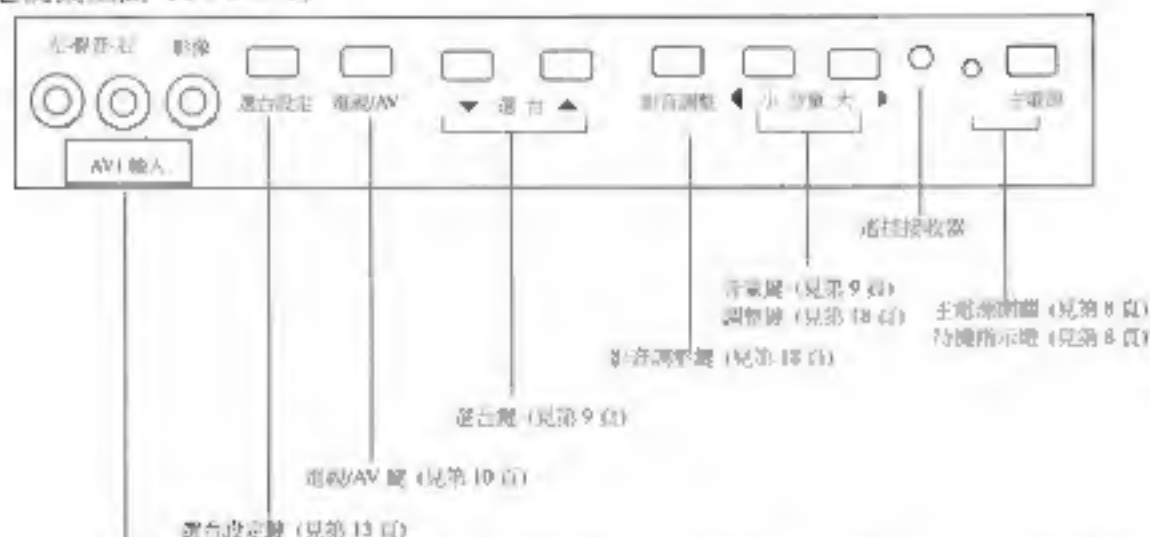 左-聲音-右 影像
選台設定 電視/AV ▼ 選台 ▲ 影音調整 ◀ 小 音量 大 ▶ 主電源
AV1 輸入
遙控接收器
音量鍵 (見第 9 頁)
調整鍵 (見第 18 頁)
主電源開關 (見第 8 頁)
待機指示燈 (見第 8 頁)
影音調整鍵 (見第 18 頁)
選台鍵 (見第 9 頁)
電視/AV 鍵 (見第 10 頁)
選台設定鍵 (見第 13 頁)